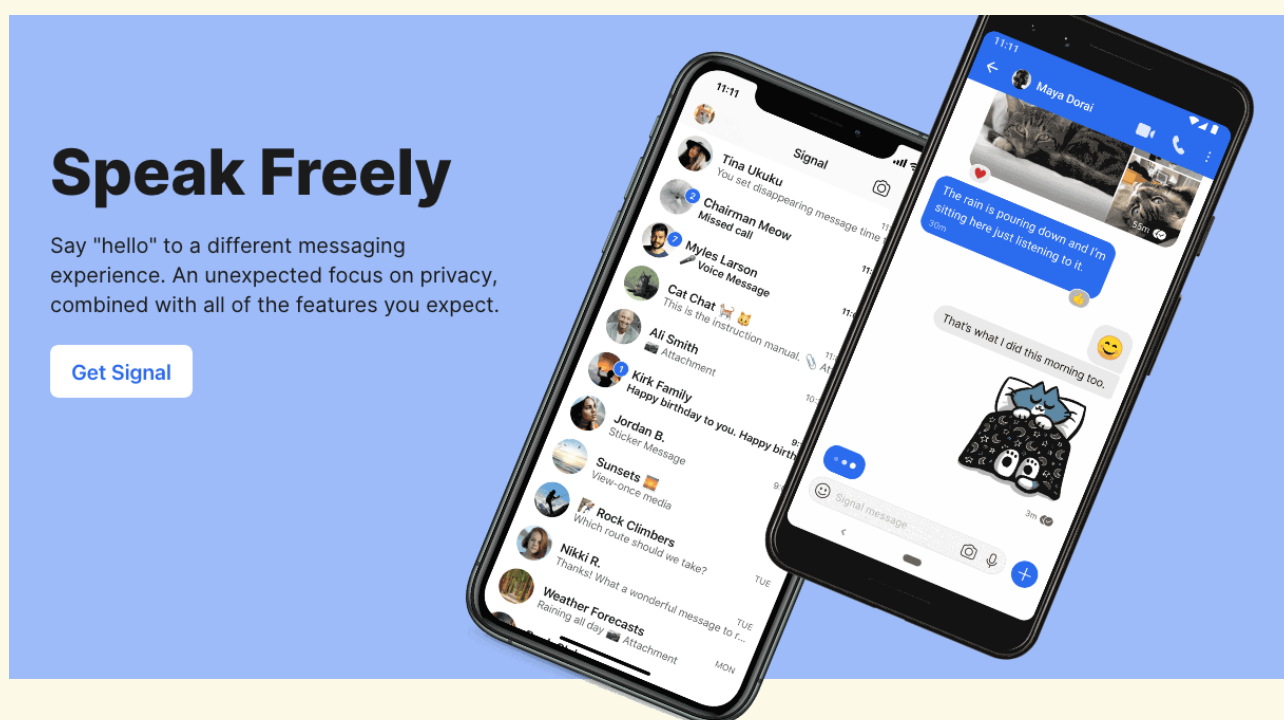 Speak Freely
Say "hello" to a different messaging
experience. An unexpected focus on privacy,
combined with all of the features you expect.
Get Signal
11:11
Signal
Tina Ukuku
You set disappearing message time
Chairman Meow
Missed call
2
Myles Larson
Voice Message
7
Cat Chat 🐈 🐱
This is the instruction manual.
Ali Smith
Attachment
Kirk Family
Happy birthday to you. Happy birth
1
Jordan B.
Sticker Message
Sunsets 🌅
View-once media
Rock Climbers
Which route should we take?
TUE
Nikki R.
Thanks! What a wonderful message to r...
TUE
Weather Forecasts
Raining all day 📷 Attachment
MON
11:11
Maya Dorai
55m
The rain is pouring down and I'm
sitting here just listening to it.
30m
😊
That's what I did this morning too.
3m
Signal message